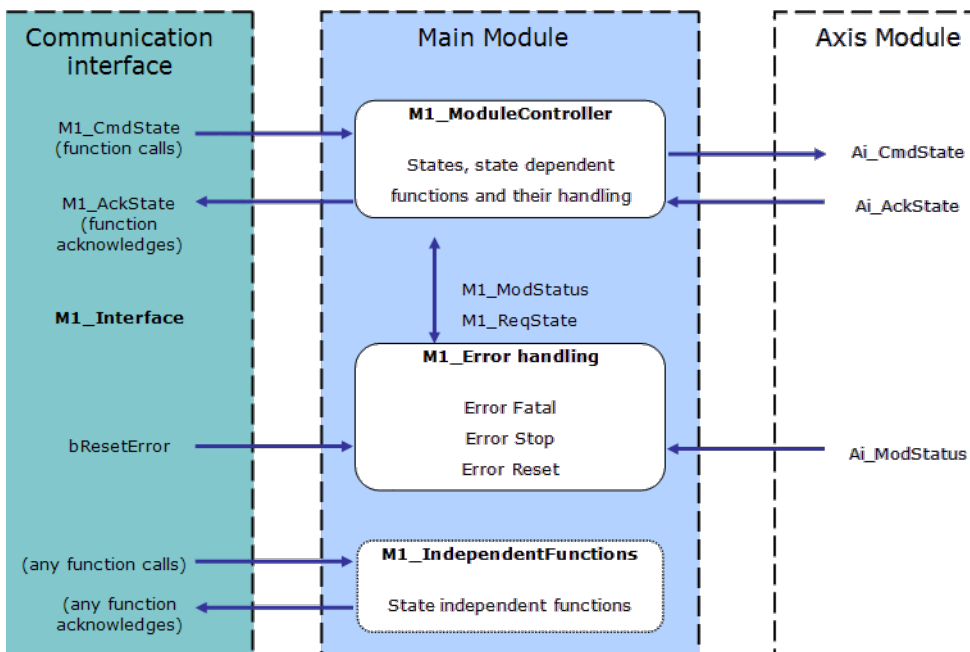 Communication
interface
M1_CmdState
(function calls)
M1_AckState
(function
acknowledges)
M1_Interface
bResetError
(any function calls)
(any function
acknowledges)
Main Module
M1_ModuleController
States, state dependent
functions and their handling
M1_ModStatus
M1_ReqState
M1_Error handling
Error Fatal
Error Stop
Error Reset
M1_IndependentFunctions
State independent functions
Axis Module
Ai_CmdState
Ai_AckState
Ai_ModStatus